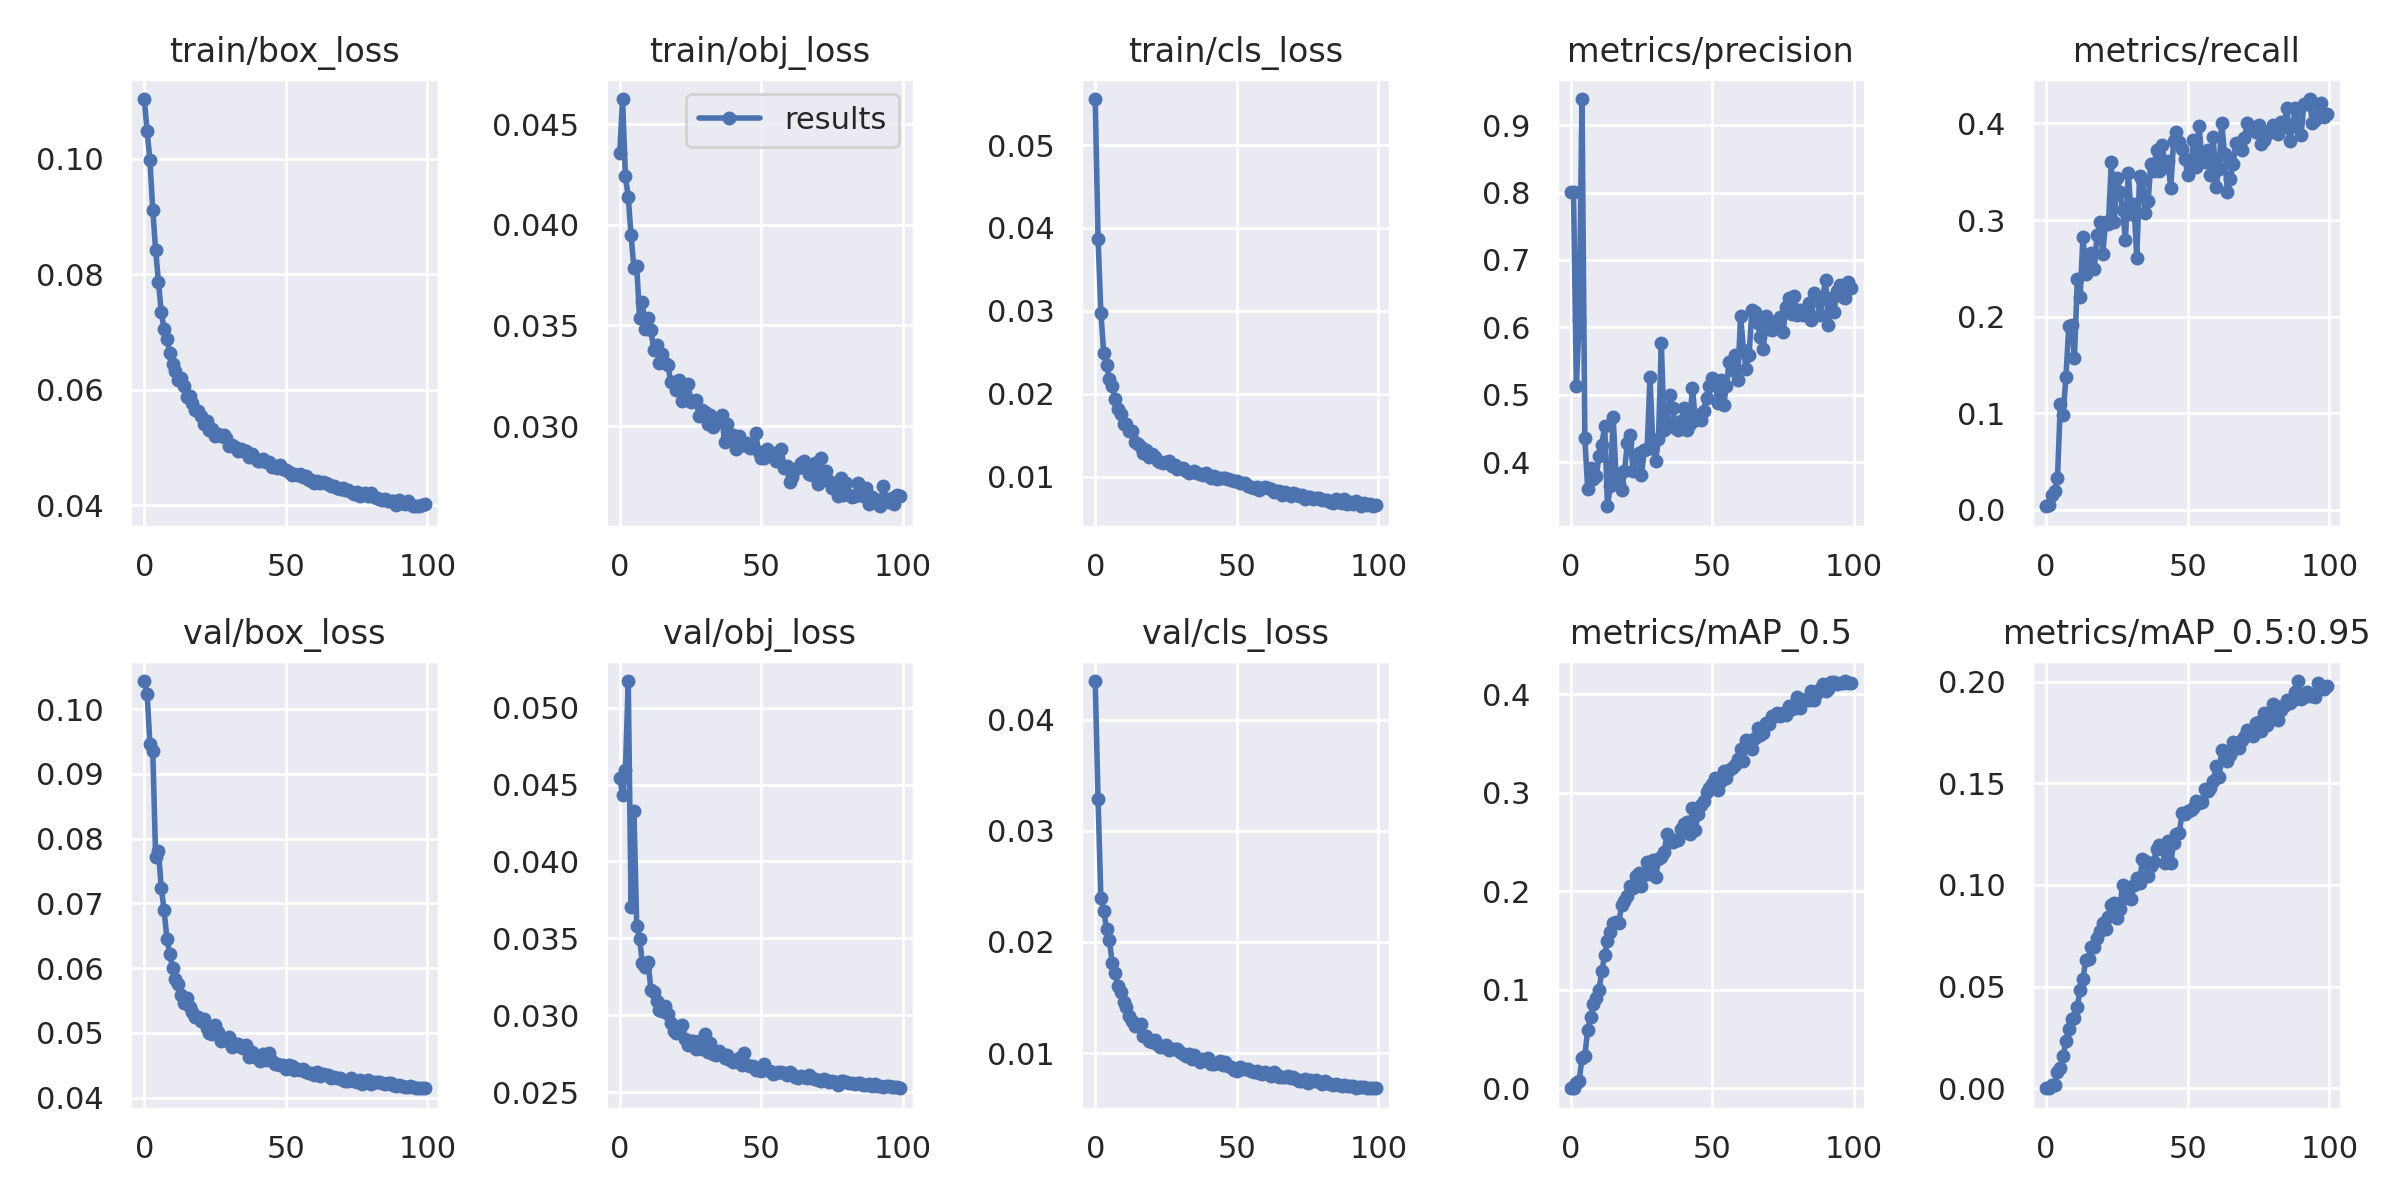 train/box_loss
train/obj_loss
train/cls_loss
metrics/precision
metrics/recall
0.10
0.08
0.06
0.04
0 50 100
0.045
0.040
0.035
0.030
results
0 50 100
0.05
0.04
0.03
0.02
0.01
0 50 100
0.9
0.8
0.7
0.6
0.5
0.4
0 50 100
0.4
0.3
0.2
0.1
0.0
0 50 100
val/box_loss
val/obj_loss
val/cls_loss
metrics/mAP_0.5
metrics/mAP_0.5:0.95
0.10
0.09
0.08
0.07
0.06
0.05
0.04
0 50 100
0.050
0.045
0.040
0.035
0.030
0.025
0 50 100
0.04
0.03
0.02
0.01
0 50 100
0.4
0.3
0.2
0.1
0.0
0 50 100
0.20
0.15
0.10
0.05
0.00
0 50 100